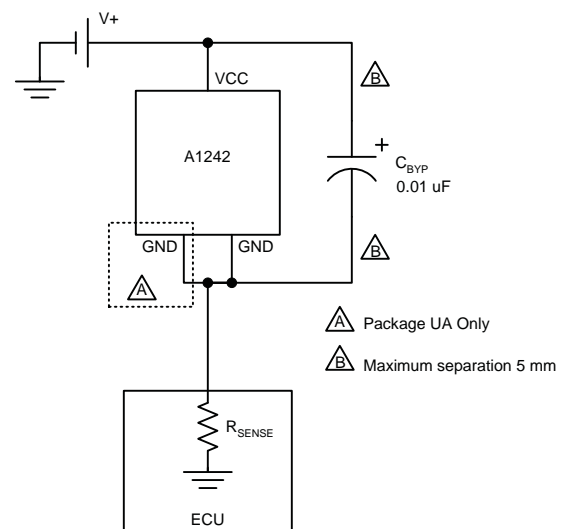 V+
VCC
B
A1242
+
C_BYP
0.01 uF
GND GND
B
A
A Package UA Only
B Maximum separation 5 mm
R_SENSE
ECU